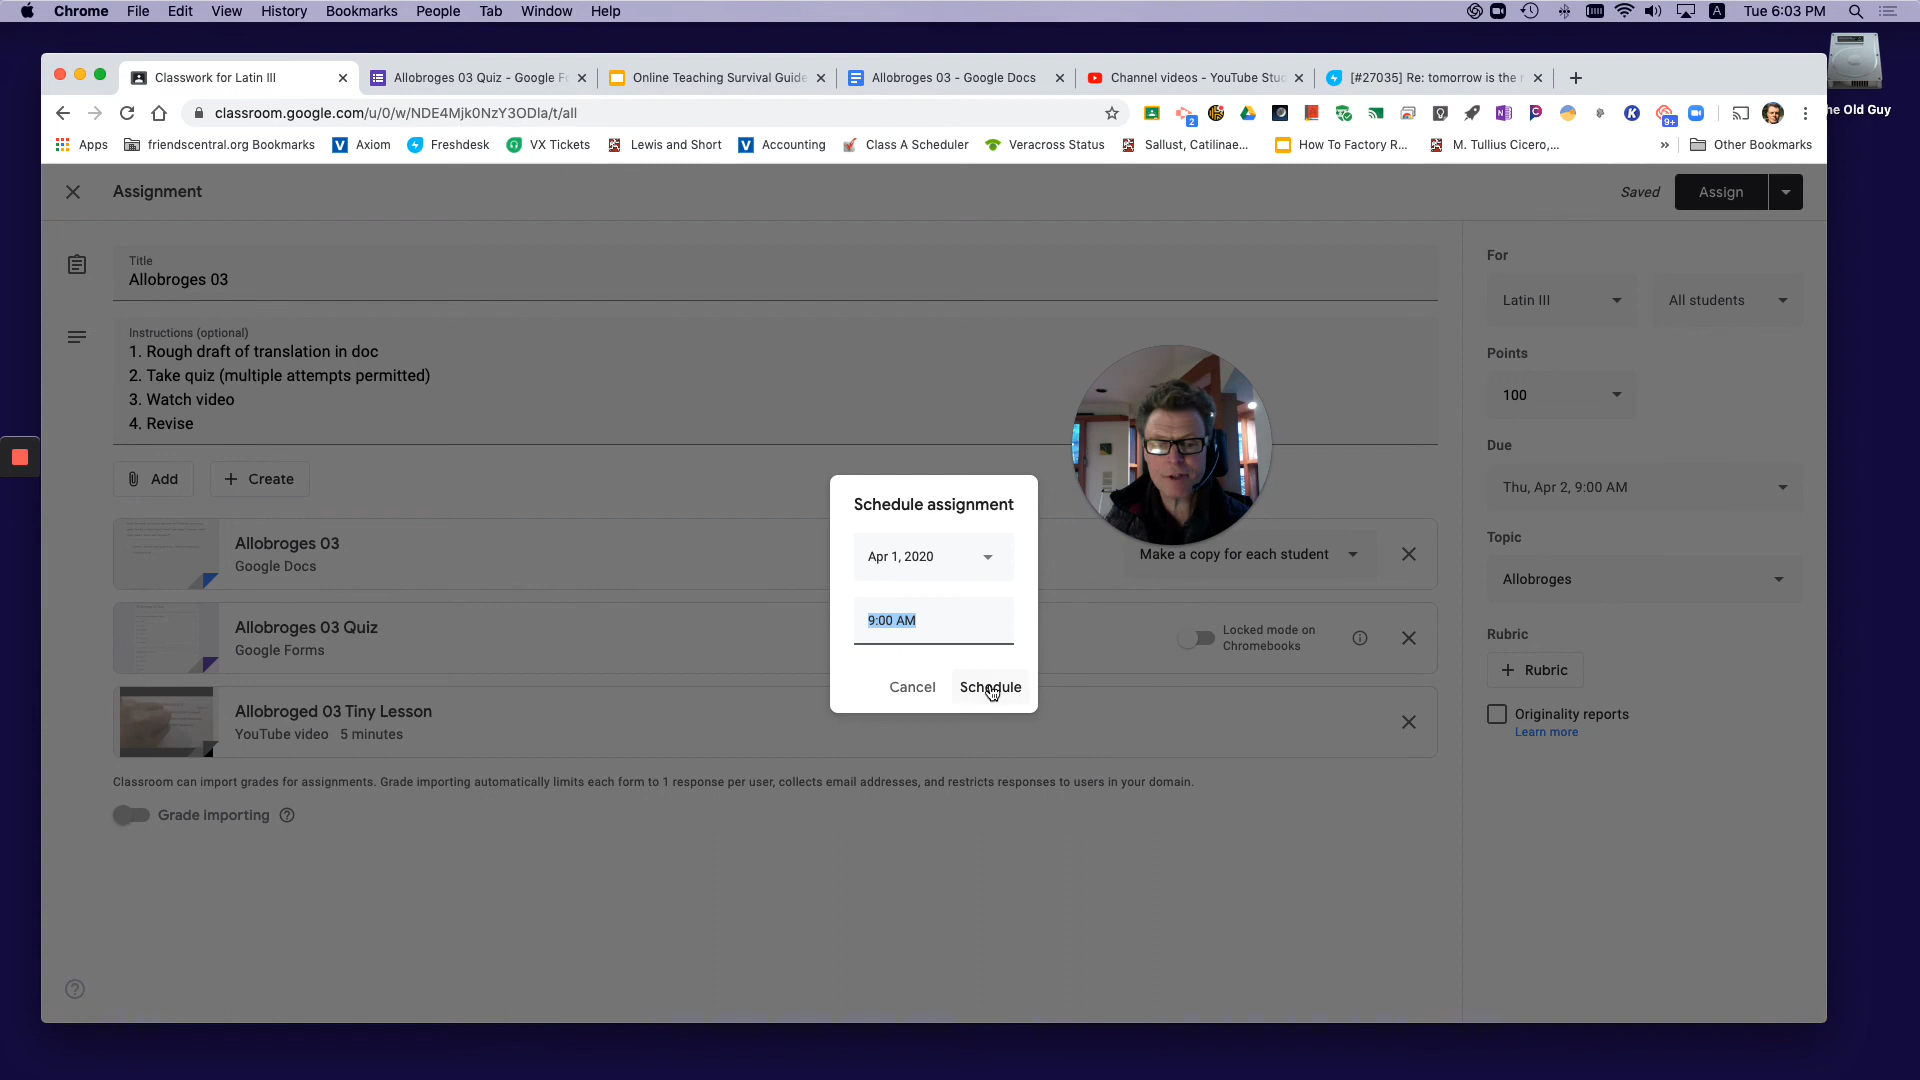 Chrome File Edit View History Bookmarks People Tab Window Help
Tue 6:03 PM
Classwork for Latin III
Allobroges 03 Quiz - Google Fo
Online Teaching Survival Guide
Allobroges 03 - Google Docs
Channel videos - YouTube Stud
[#27035] Re: tomorrow is the
classroom.google.com/u/0/w/NDE4Mjk0NzY3ODla/t/all
2
9+
he Old Guy
Apps friendscentral.org Bookmarks Axiom Freshdesk VX Tickets Lewis and Short Accounting Class A Scheduler Veracross Status Sallust, Catilinae... How To Factory R... M. Tullius Cicero,... » Other Bookmarks
Assignment
Saved
Assign
Title
Allobroges 03
Instructions (optional)
1. Rough draft of translation in doc
2. Take quiz (multiple attempts permitted)
3. Watch video
4. Revise
Add
Create
Allobroges 03
Google Docs
Make a copy for each student
Allobroges 03 Quiz
Google Forms
Locked mode on
Chromebooks
Allobroged 03 Tiny Lesson
YouTube video 5 minutes
Classroom can import grades for assignments. Grade importing automatically limits each form to 1 response per user, collects email addresses, and restricts responses to users in your domain.
Grade importing
Schedule assignment
Apr 1, 2020
9:00 AM
Cancel
Schedule
For
Latin III
All students
Points
100
Due
Thu, Apr 2, 9:00 AM
Topic
Allobroges
Rubric
Rubric
Originality reports
Learn more